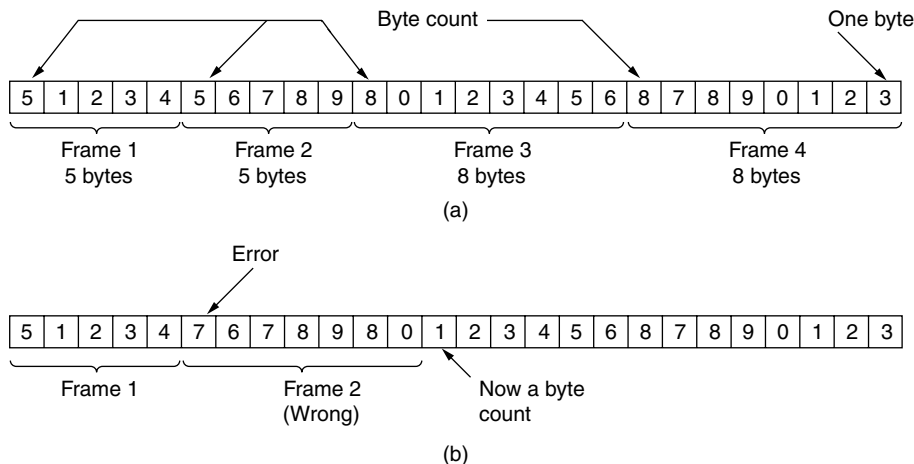 Byte count One byte
5 1 2 3 4 5 6 7 8 9 8 0 1 2 3 4 5 6 8 7 8 9 0 1 2 3
Frame 1 Frame 2 Frame 3 Frame 4
5 bytes 5 bytes 8 bytes 8 bytes
(a)
Error
5 1 2 3 4 7 6 7 8 9 8 0 1 2 3 4 5 6 8 7 8 9 0 1 2 3
Frame 1 Frame 2 Now a byte
(Wrong) count
(b)